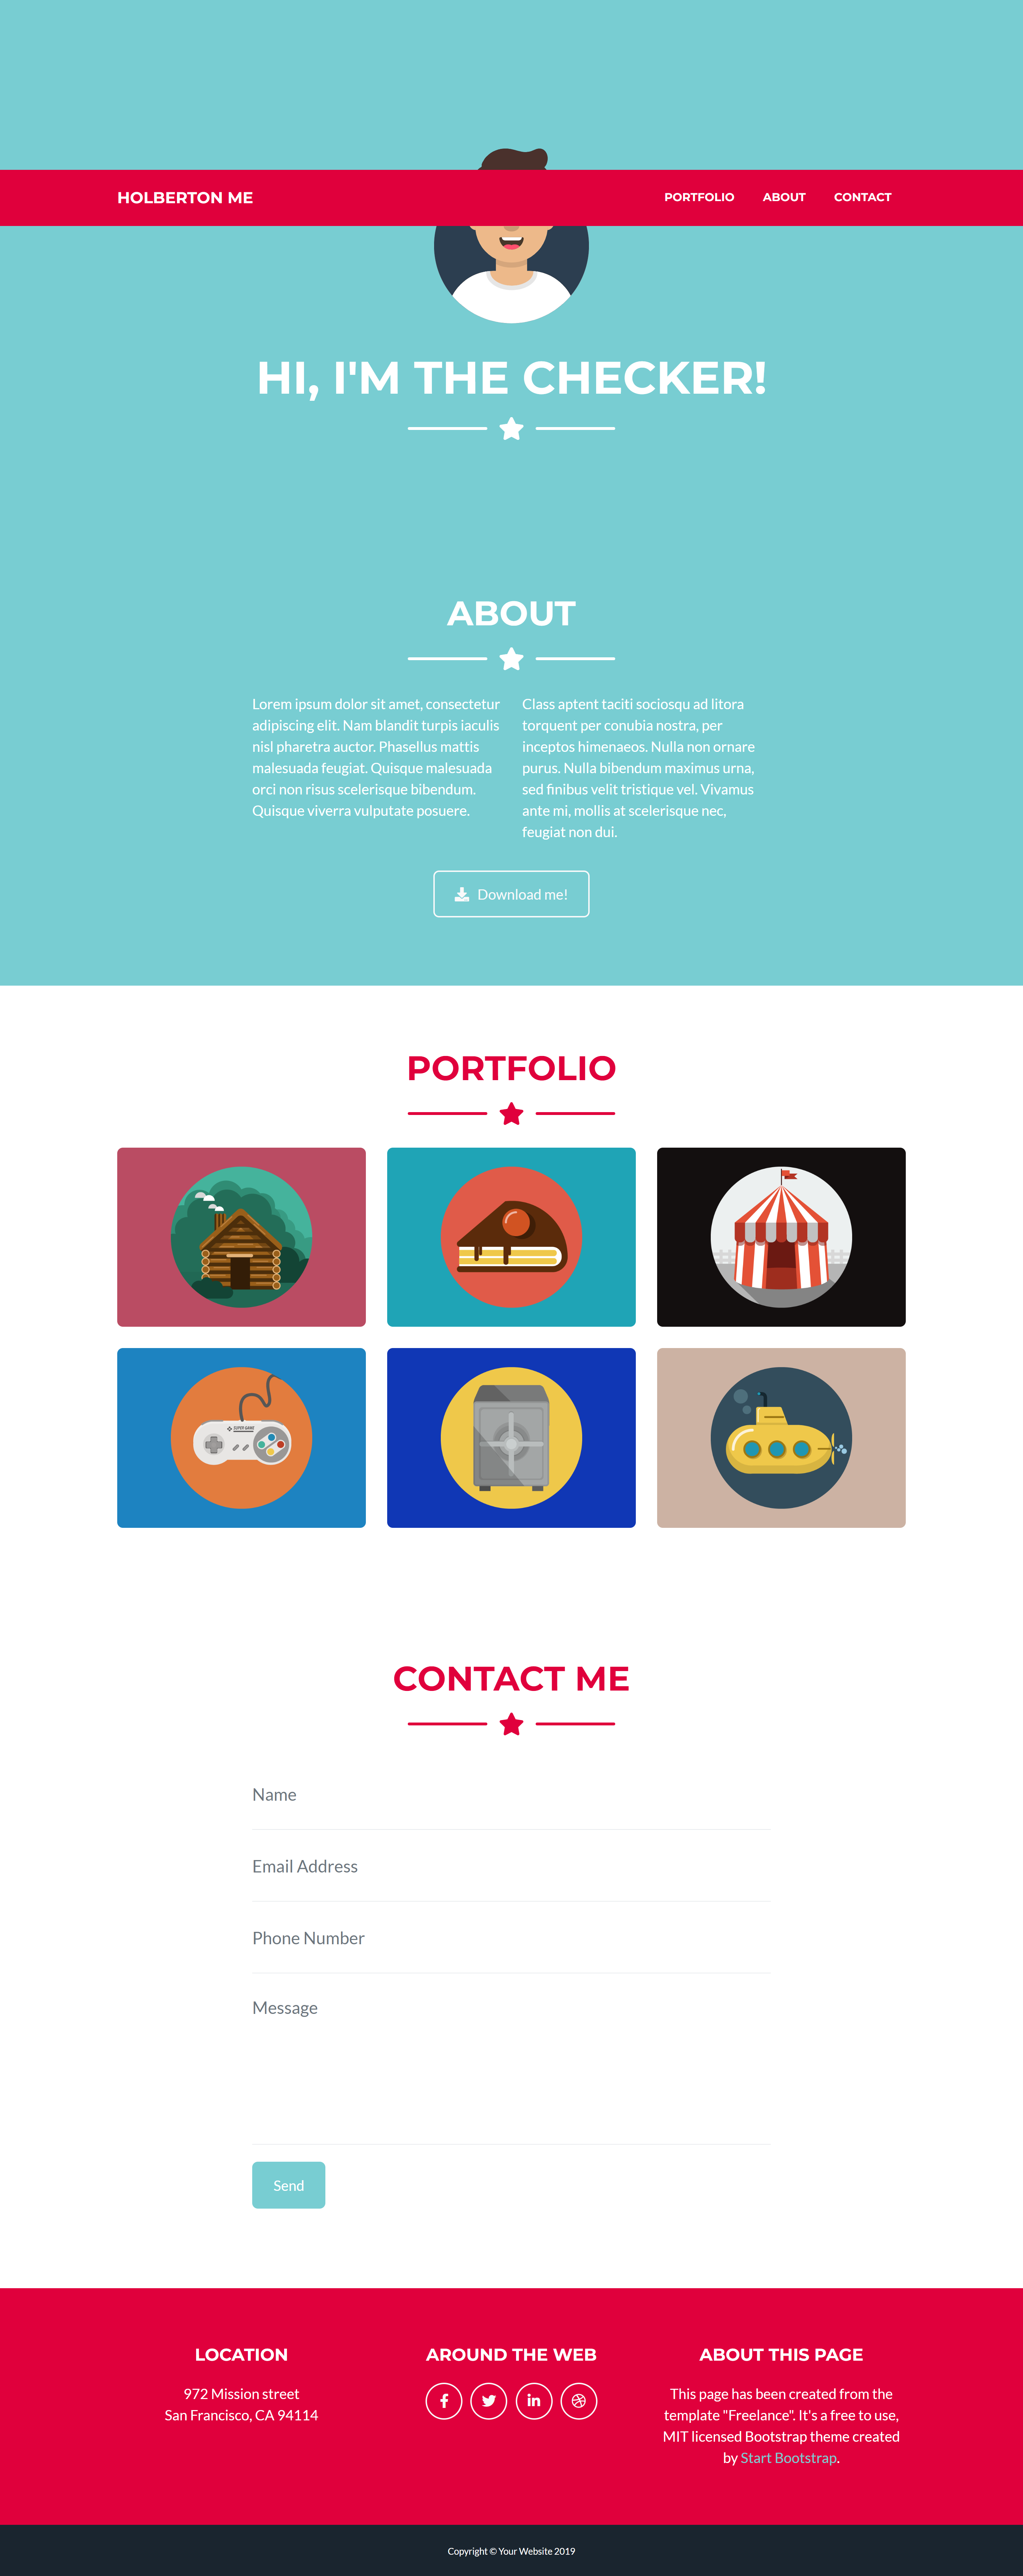 HOLBERTON ME
PORTFOLIO
ABOUT
CONTACT
HI, I'M THE CHECKER!
ABOUT
Lorem ipsum dolor sit amet, consectetur
adipiscing elit. Nam blandit turpis iaculis
nisl pharetra auctor. Phasellus mattis
malesuada feugiat. Quisque malesuada
orci non risus scelerisque bibendum.
Quisque viverra vulputate posuere.
Class aptent taciti sociosqu ad litora
torquent per conubia nostra, per
inceptos himenaeos. Nulla non ornare
purus. Nulla bibendum maximus urna,
sed finibus velit tristique vel. Vivamus
ante mi, mollis at scelerisque nec,
feugiat non dui.
Download me!
PORTFOLIO
SUPER GAME
CONTACT ME
Name
Email Address
Phone Number
Message
Send
LOCATION
972 Mission street
San Francisco, CA 94114
AROUND THE WEB
ABOUT THIS PAGE
This page has been created from the
template "Freelance". It's a free to use,
MIT licensed Bootstrap theme created
by Start Bootstrap.
Copyright © Your Website 2019